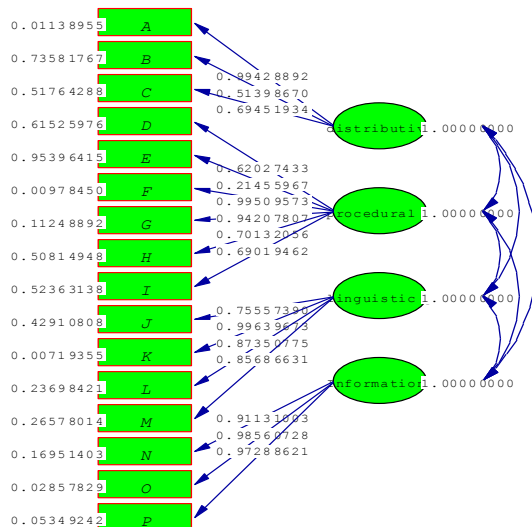 0.01138955 A
0.73581767 B
0.51764288 C
0.61525976 D
0.95396415 E
0.00978450 F
0.11248892 G
0.50814948 H
0.52363138 I
0.42910808 J
0.00719355 K
0.23698421 L
0.26578014 M
0.16951403 N
0.02857829 O
0.05349242 P
0.99428892
0.51398670
0.69451934
0.62027433
0.21455967
0.99509573
0.94207807
0.70132056
0.69019462
0.75557390
0.99639673
0.87350775
0.85686631
0.91131003
0.98560728
0.97288621
distributiv 1.00000000
procedural 1.00000000
linguistic 1.00000000
Information 1.00000000